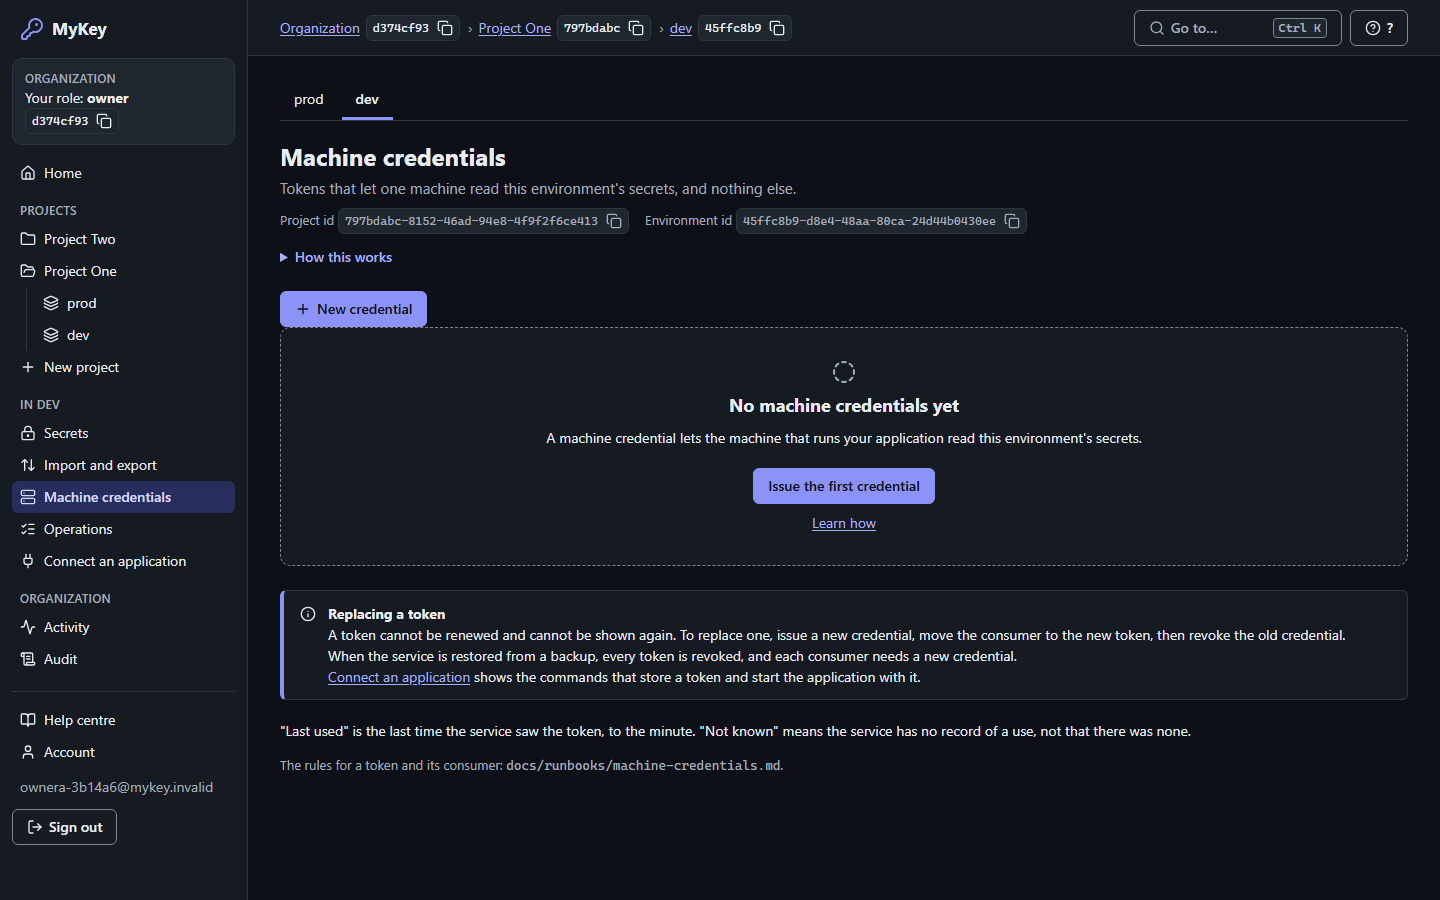 MyKey
ORGANIZATION
Your role: owner
d374cf93
Home
PROJECTS
Project Two
Project One
prod
dev
New project
IN DEV
Secrets
Import and export
Machine credentials
Operations
Connect an application
ORGANIZATION
Activity
Audit
Help centre
Account
ownera-3b14a6@mykey.invalid
Sign out
Organization d374cf93 › Project One 797bdabc › dev 45ffc8b9
Go to... Ctrl K ?
prod dev
Machine credentials
Tokens that let one machine read this environment's secrets, and nothing else.
Project id 797bdabc-8152-46ad-94e8-4f9f2f6ce413 Environment id 45ffc8b9-d8e4-48aa-80ca-24d44b0430ee
How this works
New credential
No machine credentials yet
A machine credential lets the machine that runs your application read this environment's secrets.
Issue the first credential
Learn how
Replacing a token
A token cannot be renewed and cannot be shown again. To replace one, issue a new credential, move the consumer to the new token, then revoke the old credential.
When the service is restored from a backup, every token is revoked, and each consumer needs a new credential.
Connect an application shows the commands that store a token and start the application with it.
"Last used" is the last time the service saw the token, to the minute. "Not known" means the service has no record of a use, not that there was none.
The rules for a token and its consumer: docs/runbooks/machine-credentials.md.